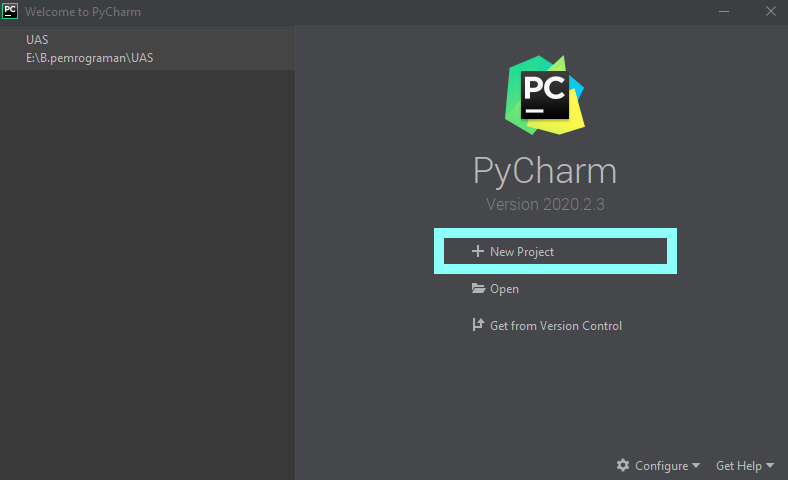 PC
Welcome to PyCharm
UAS
E:\B.pemrograman\UAS
PC
PyCharm
Version 2020.2.3
New Project
Open
Get from Version Control
Configure
Get Help